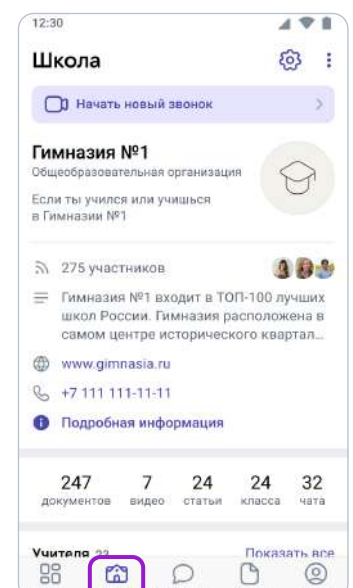 12:30
Школа
Начать новый звонок
Гимназия №1
Общеобразовательная организация
Если ты учился или учишься
в Гимназии №1
275 участников
Гимназия №1 входит в ТОП-100 лучших
школ России. Гимназия расположена в
самом центре исторического квартал...
www.gimnasia.ru
+7 111 111-11-11
Подробная информация
247 7 24 24 32
документов видео статьи класса чата
Учителя 23 Показать все